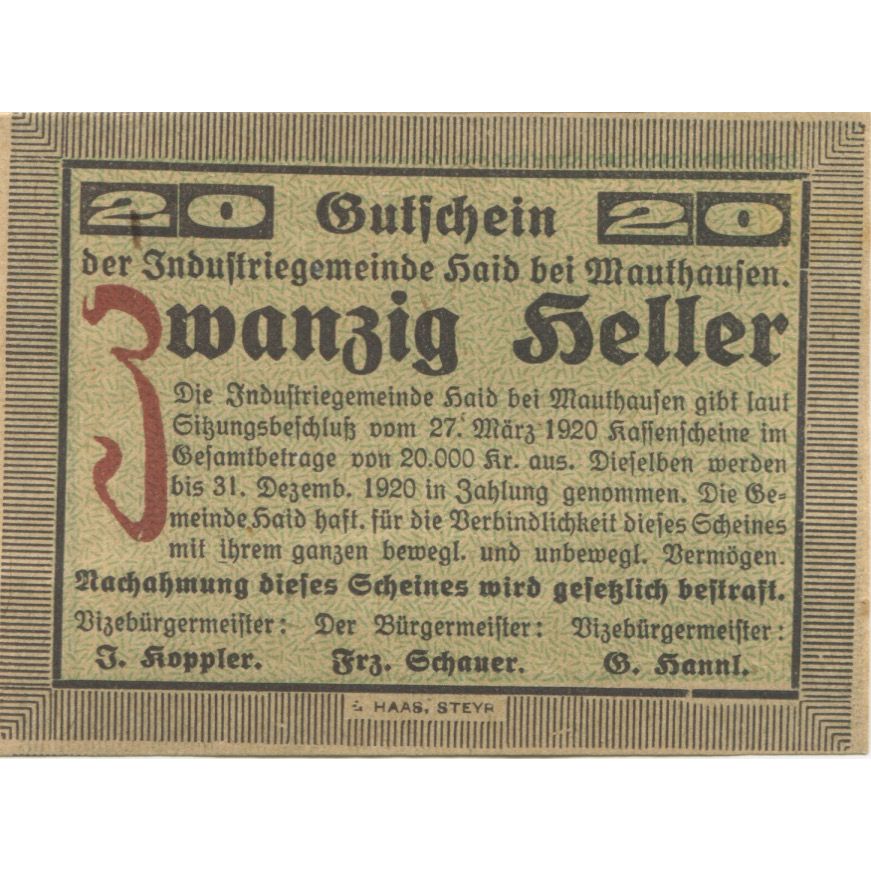 20 Gutschein 20
der Industriegemeinde Haid bei Mauthausen.
Zwanzig Heller
Die Industriegemeinde Haid bei Mauthausen gibt laut
Sitzungsbeschluß vom 27. März 1920 Kassenscheine im
Gesamtbetrage von 20.000 Kr. aus. Dieselben werden
bis 31. Dezemb. 1920 in Zahlung genommen. Die Ge-
meinde Haid haft. für die Verbindlichkeit dieses Scheines
mit ihrem ganzen bewegl. und unbewegl. Vermögen.
Nachahmung dieses Scheines wird gesetzlich bestraft.
Vizebürgermeister: Der Bürgermeister: Vizebürgermeister:
J. Koppler. Frz. Schauer. G. Hannl.
HAAS, STEYR